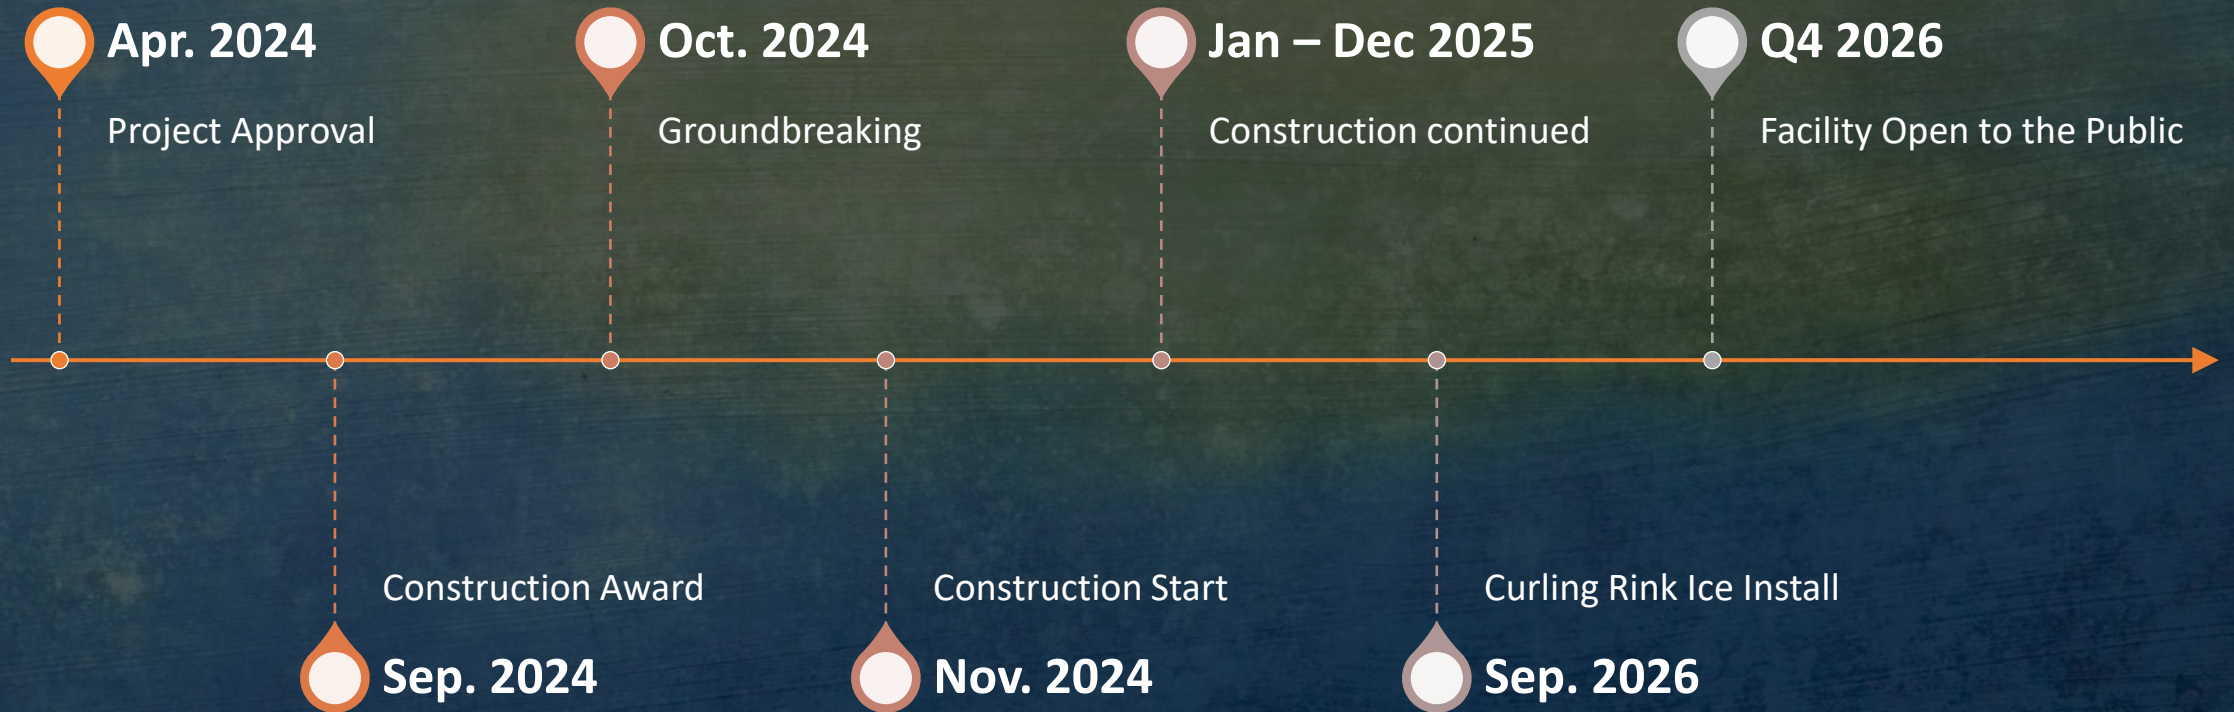 Apr. 2024
Project Approval
Oct. 2024
Groundbreaking
Jan – Dec 2025
Construction continued
Q4 2026
Facility Open to the Public
Construction Award
Sep. 2024
Construction Start
Nov. 2024
Curling Rink Ice Install
Sep. 2026